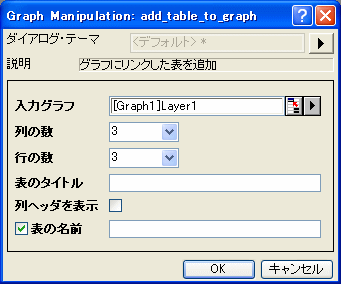 Graph Manipulation: add_table_to_graph
ダイアログ・テーマ <デフォルト> *
説明 グラフにリンクした表を追加
入力グラフ [Graph1]Layer1
列の数 3
行の数 3
表のタイトル
列ヘッダを表示
表の名前
OK キャンセル